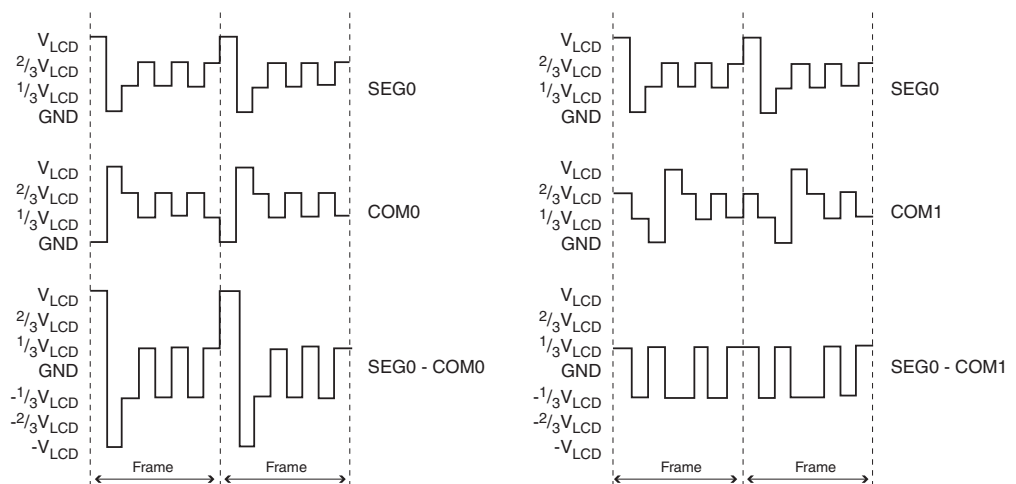 V_LCD
2/3V_LCD
1/3V_LCD
GND
SEG0
V_LCD
2/3V_LCD
1/3V_LCD
GND
COM0
V_LCD
2/3V_LCD
1/3V_LCD
GND
-1/3V_LCD
-2/3V_LCD
-V_LCD
SEG0 - COM0
Frame
Frame
V_LCD
2/3V_LCD
1/3V_LCD
GND
SEG0
V_LCD
2/3V_LCD
1/3V_LCD
GND
COM1
V_LCD
2/3V_LCD
1/3V_LCD
GND
-1/3V_LCD
-2/3V_LCD
-V_LCD
SEG0 - COM1
Frame
Frame